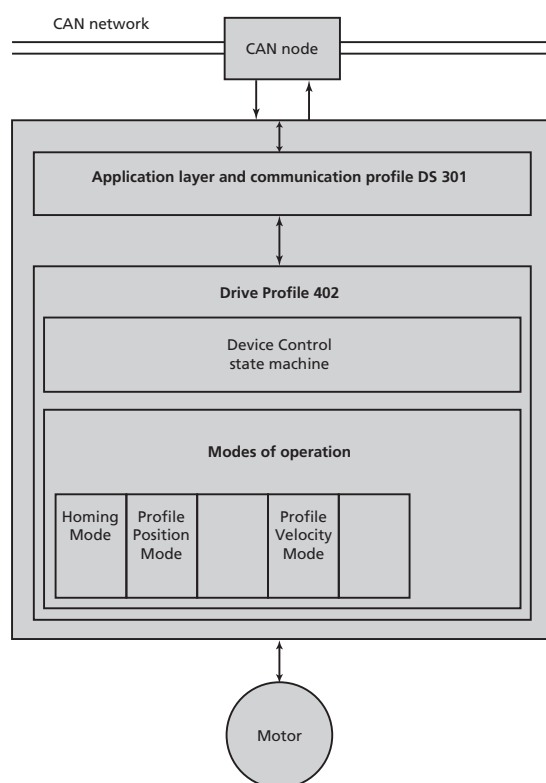 CAN network
CAN node
Application layer and communication profile DS 301
Drive Profile 402
Device Control
state machine
Modes of operation
Homing
Mode
Profile
Position
Mode
Profile
Velocity
Mode
Motor